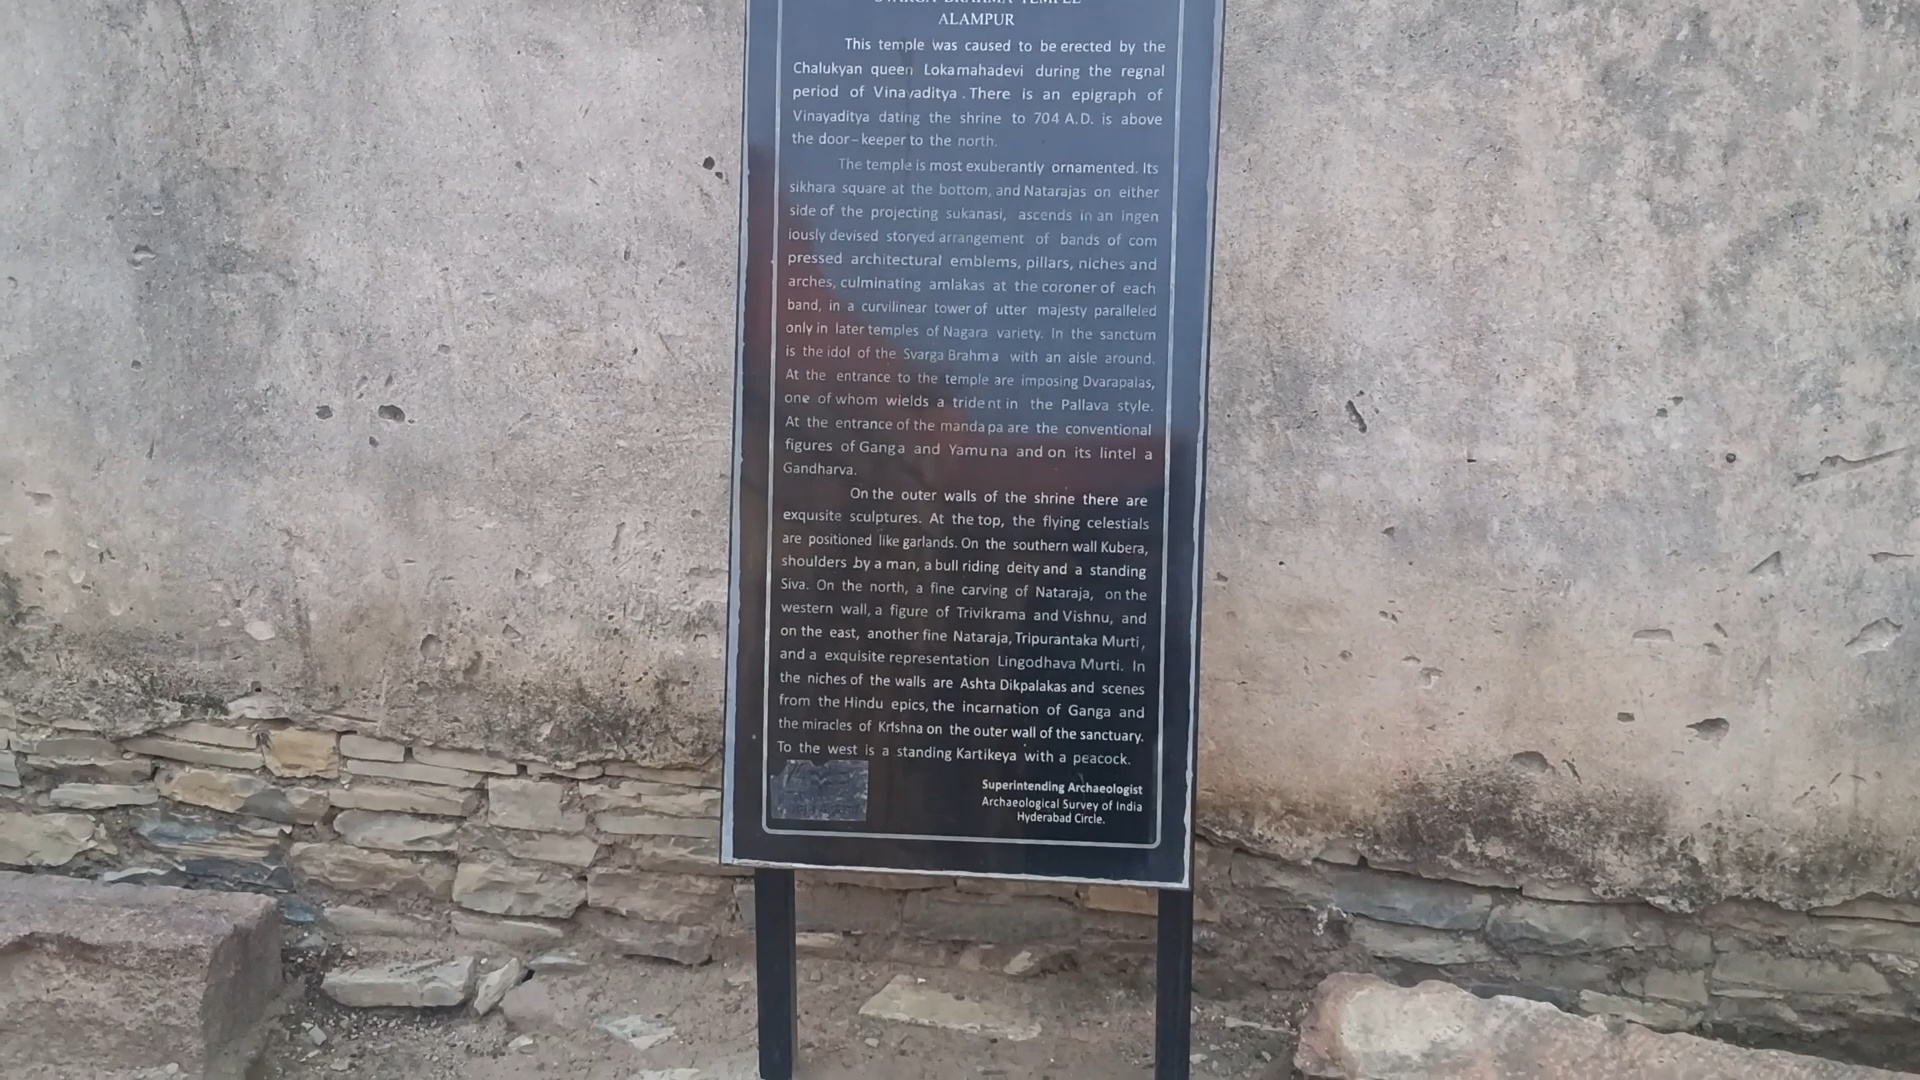 SVARGA BRAHMA TEMPLE
ALAMPUR
This temple was caused to be erected by the
Chalukyan queen Lokamahadevi during the regnal
period of Vinayaditya . There is an epigraph of
Vinayaditya dating the shrine to 704 A.D. is above
the door-keeper to the north.
The temple is most exuberantly ornamented. Its
sikhara square at the bottom, and Natarajas on either
side of the projecting sukanasi, ascends in an ingen
iously devised storyed arrangement of bands of com
pressed architectural emblems, pillars, niches and
arches, culminating amlakas at the coroner of each
band, in a curvilinear tower of utter majesty paralleled
only in later temples of Nagara variety. In the sanctum
is the idol of the Svarga Brahma with an aisle around.
At the entrance to the temple are imposing Dvarapalas,
one of whom wields a trident in the Pallava style.
At the entrance of the mandapa are the conventional
figures of Ganga and Yamuna and on its lintel a
Gandharva.
On the outer walls of the shrine there are
exquisite sculptures. At the top, the flying celestials
are positioned like garlands. On the southern wall Kubera,
shoulders by a man, a bull riding deity and a standing
Siva. On the north, a fine carving of Nataraja, on the
western wall, a figure of Trivikrama and Vishnu, and
on the east, another fine Nataraja, Tripurantaka Murti,
and a exquisite representation Lingodhava Murti. In
the niches of the walls are Ashta Dikpalakas and scenes
from the Hindu epics, the incarnation of Ganga and
the miracles of Krishna on the outer wall of the sanctuary.
To the west is a standing Kartikeya with a peacock.
Superintending Archaeologist
Archaeological Survey of India
Hyderabad Circle.